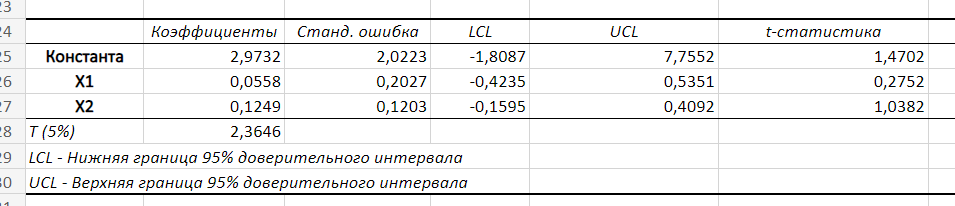 23
24 Коэффициенты Станд. ошибка LCL UCL t-статистика
25 Константа 2,9732 2,0223 -1,8087 7,7552 1,4702
26 X1 0,0558 0,2027 -0,4235 0,5351 0,2752
27 X2 0,1249 0,1203 -0,1595 0,4092 1,0382
28 T (5%) 2,3646
29 LCL - Нижняя граница 95% доверительного интервала
30 UCL - Верхняя граница 95% доверительного интервала